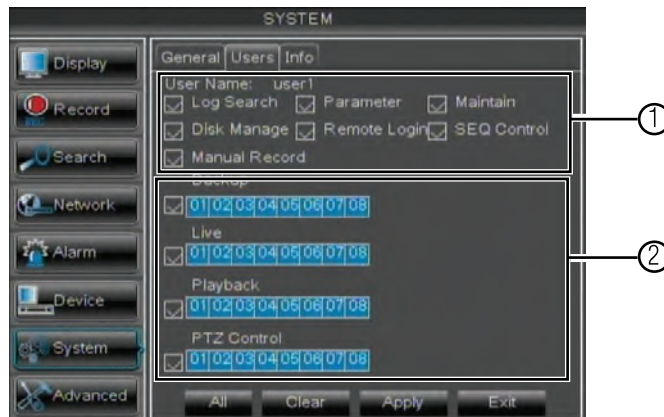 SYSTEM
Display
Record
REC
Search
Network
Alarm
Device
System
Advanced
General Users Info
User Name: user1
Log Search Parameter Maintain
Disk Manage Remote Login SEQ Control
Manual Record
①
Backup
01 02 03 04 05 06 07 08
Live
01 02 03 04 05 06 07 08
②
Playback
01 02 03 04 05 06 07 08
PTZ Control
01 02 03 04 05 06 07 08
All Clear Apply Exit